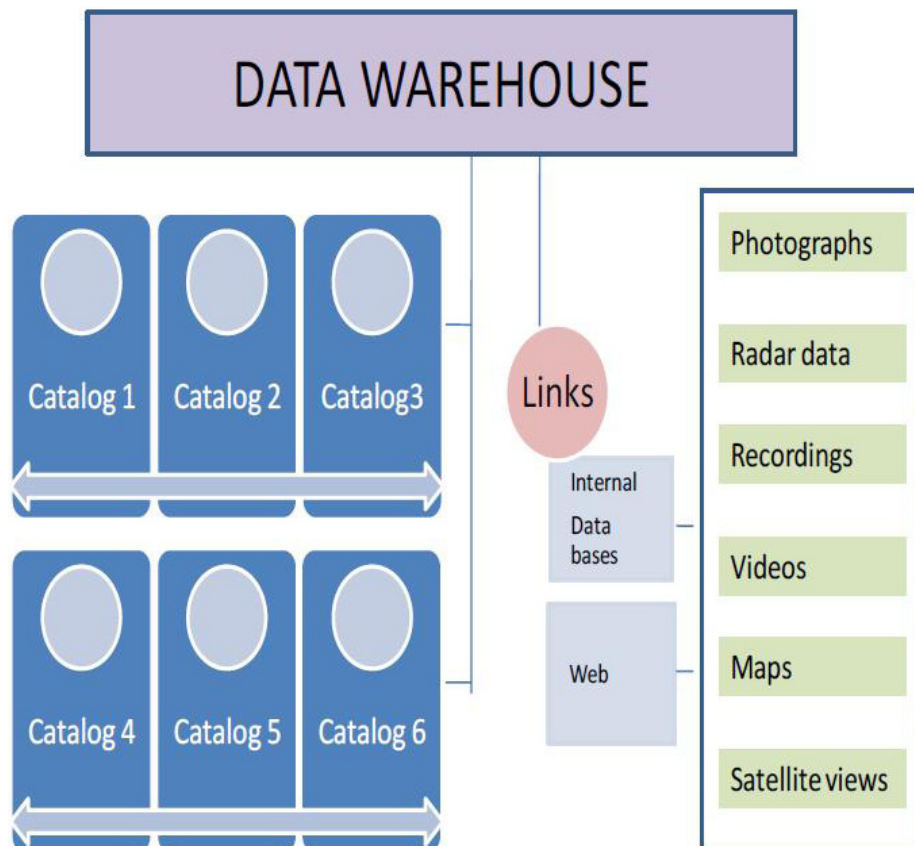 DATA WAREHOUSE
Catalog 1
Catalog 2
Catalog3
Catalog 4
Catalog 5
Catalog 6
Links
Internal
Data
bases
Web
Photographs
Radar data
Recordings
Videos
Maps
Satellite views